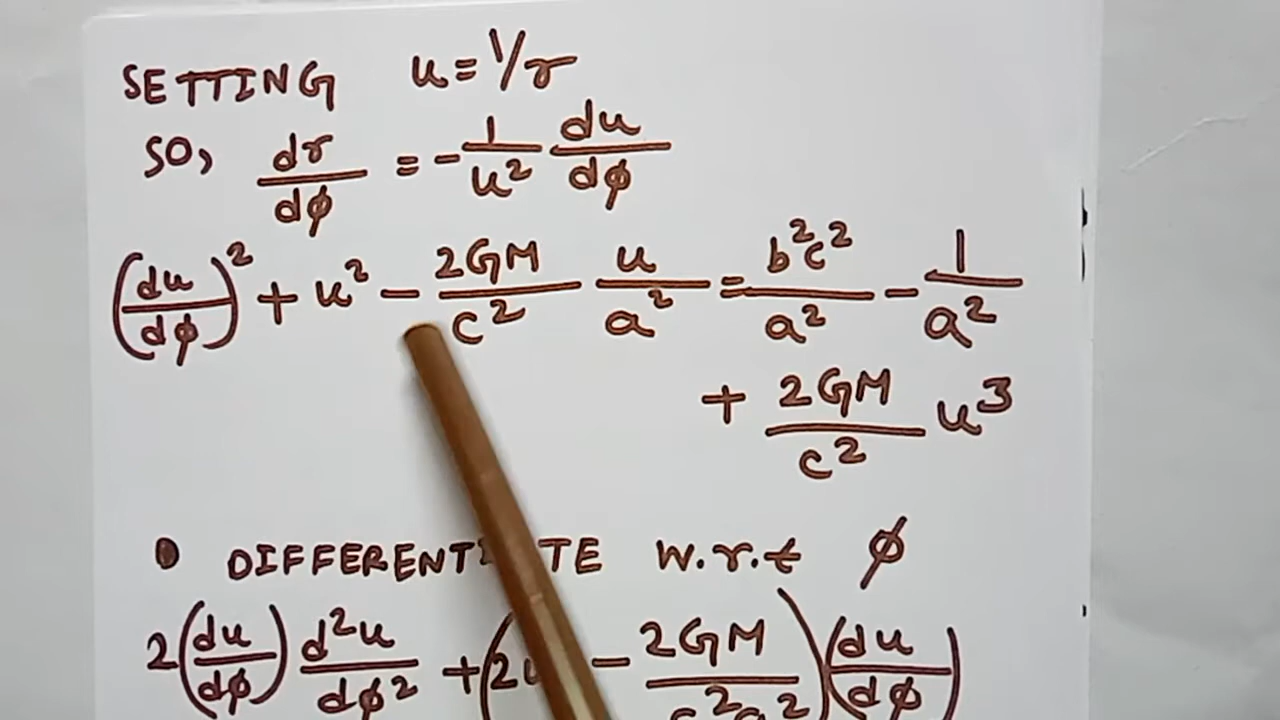 SETTING u = 1/r
SO, dr/dϕ = - 1/u² du/dϕ
(du/dϕ)² + u² - 2GM/c² u/a² = b²c²/a² - 1/a²
+ 2GM/c² u³
DIFFERENT TE w.r.t ϕ
2(du/dϕ) d²u/dϕ² + (2u - 2GM/c²a²)(du/dϕ)